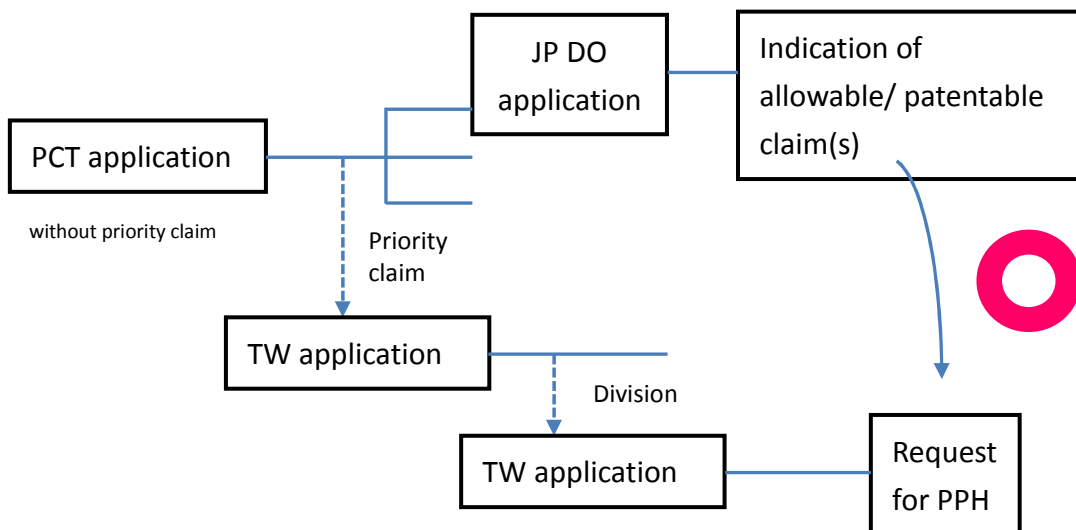 JP DO
application
Indication of
allowable/ patentable
claim(s)
PCT application
without priority claim
Priority
claim
TW application
Division
TW application
Request
for PPH